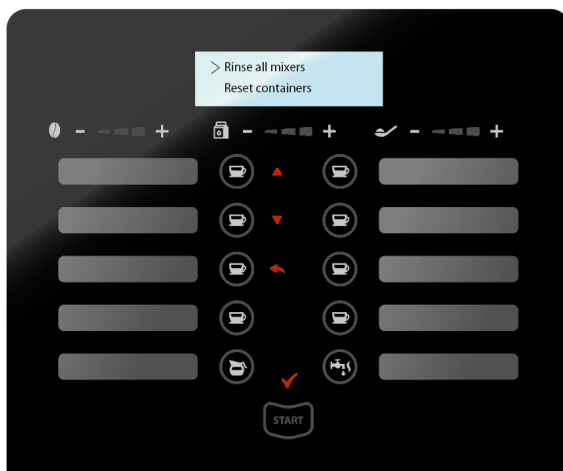 > Rinse all mixers
Reset containers
- +
- +
- +
START